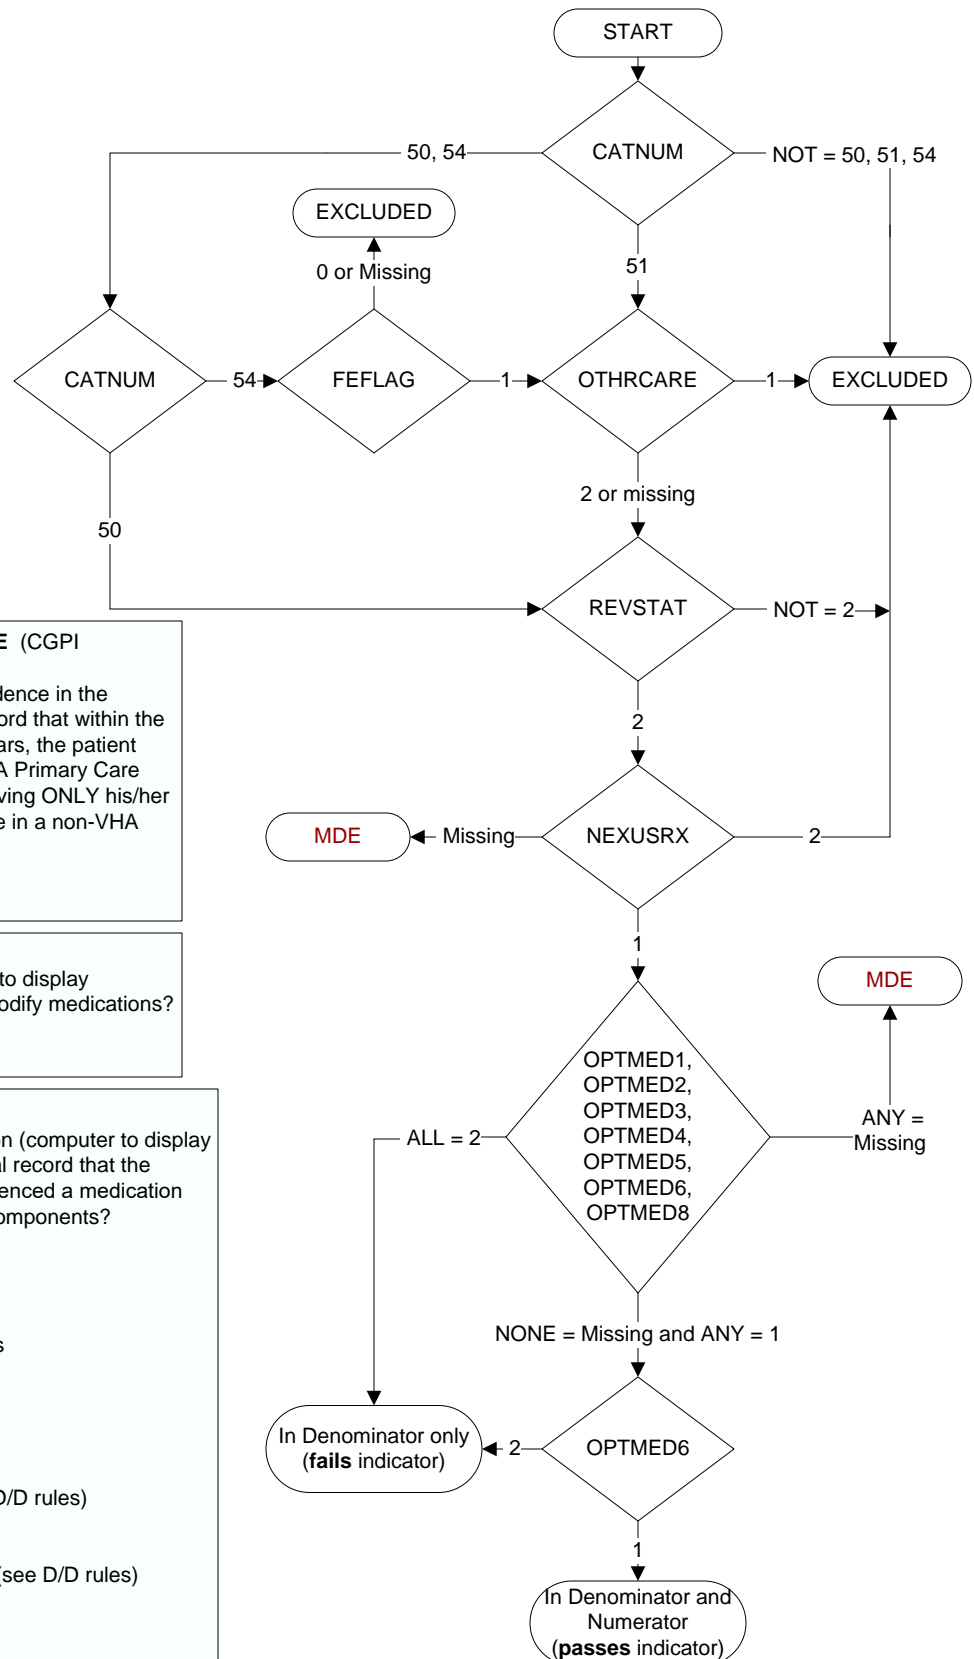 START
CATNUM
50, 54
NOT = 50, 51, 54
EXCLUDED
0 or Missing
51
CATNUM
54
FEFLAG
1
OTHRCARE
1
EXCLUDED
50
2 or missing
REVSTAT
NOT = 2
2
MDE
Missing
NEXUSRX
2
1
MDE
OPTMED1,
OPTMED2,
OPTMED3,
OPTMED4,
OPTMED5,
OPTMED6,
OPTMED8
ALL = 2
ANY =
Missing
NONE = Missing and ANY = 1
In Denominator only
(fails indicator)
2
OPTMED6
1
In Denominator and
Numerator
(passes indicator)
E (CGPI
dence in the
ord that within the
ars, the patient
A Primary Care
ving ONLY his/her
e in a non-VHA
to display
odify medications?
on (computer to display
al record that the
enced a medication
omponents?
s
D/D rules)
(see D/D rules)